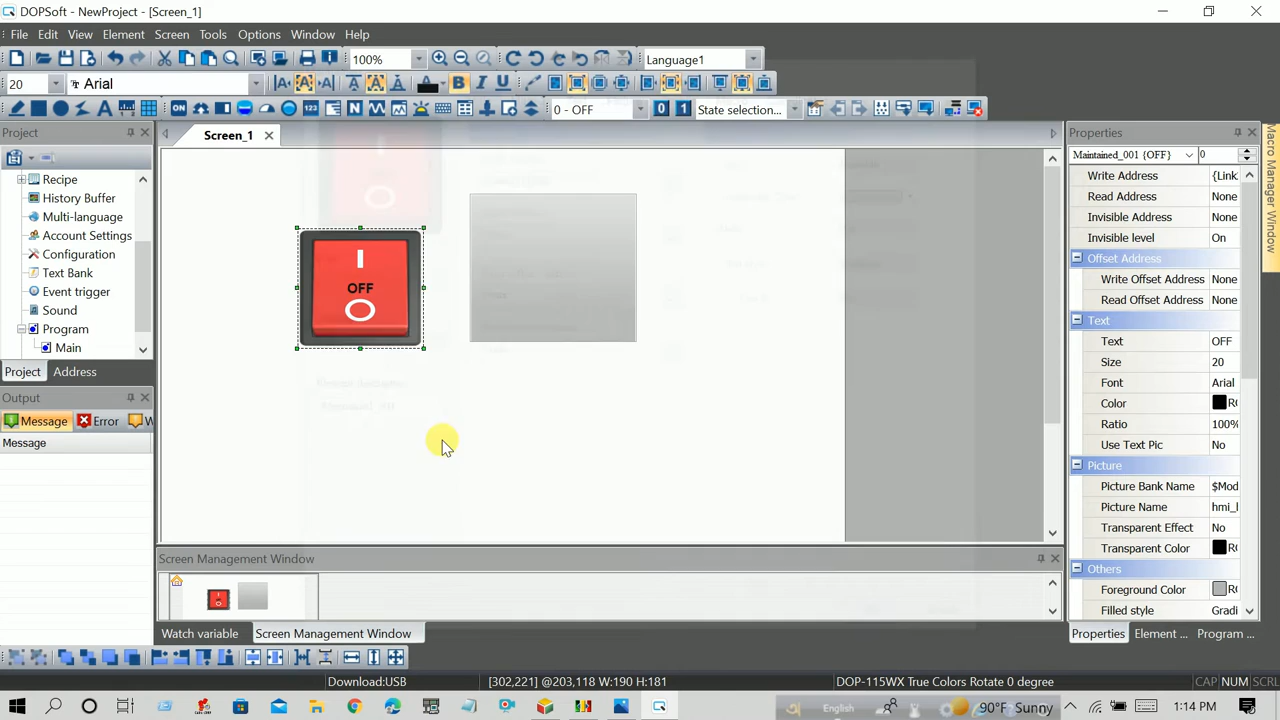 DOPSoft - NewProject - [Screen_1]
File Edit View Element Screen Tools Options Window Help
100% Language1
20 Arial B I U
0 - OFF 0 1 State selection...
Project
Screen_1
Properties
Macro Manager Window
Recipe
History Buffer
Multi-language
Account Settings
Configuration
Text Bank
Event trigger
Sound
Program
Main
Project Address
Output
Message Error W
Message
OFF
Maintained_001 {OFF} 0
Write Address {Link
Read Address None
Invisible Address None
Invisible level On
Offset Address
Write Offset Address None
Read Offset Address None
Text
Text OFF
Size 20
Font Arial
Color
Ratio 100%
Use Text Pic No
Picture
Picture Bank Name $Mod
Picture Name hmi_l
Transparent Effect No
Transparent Color
Others
Foreground Color
Filled style Gradi
Screen Management Window
Watch variable Screen Management Window
Properties Element ... Program ...
Download:USB [302,221] @203,118 W:190 H:181 DOP-115WX True Colors Rotate 0 degree CAP NUM SCRL
English 90°F Sunny 1:14 PM